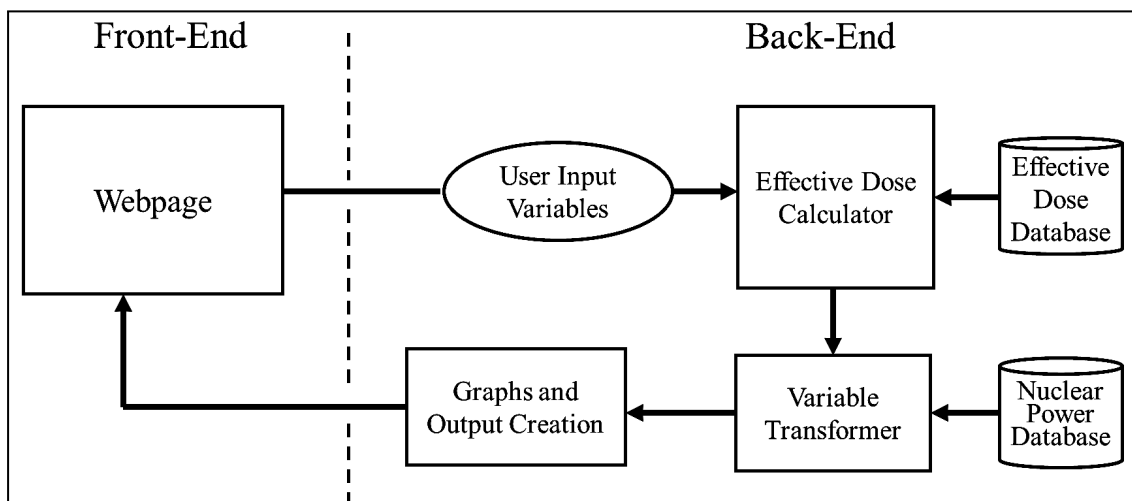 Front-End
Back-End
Webpage
User Input
Variables
Effective Dose
Calculator
Effective
Dose
Database
Graphs and
Output Creation
Variable
Transformer
Nuclear
Power
Database